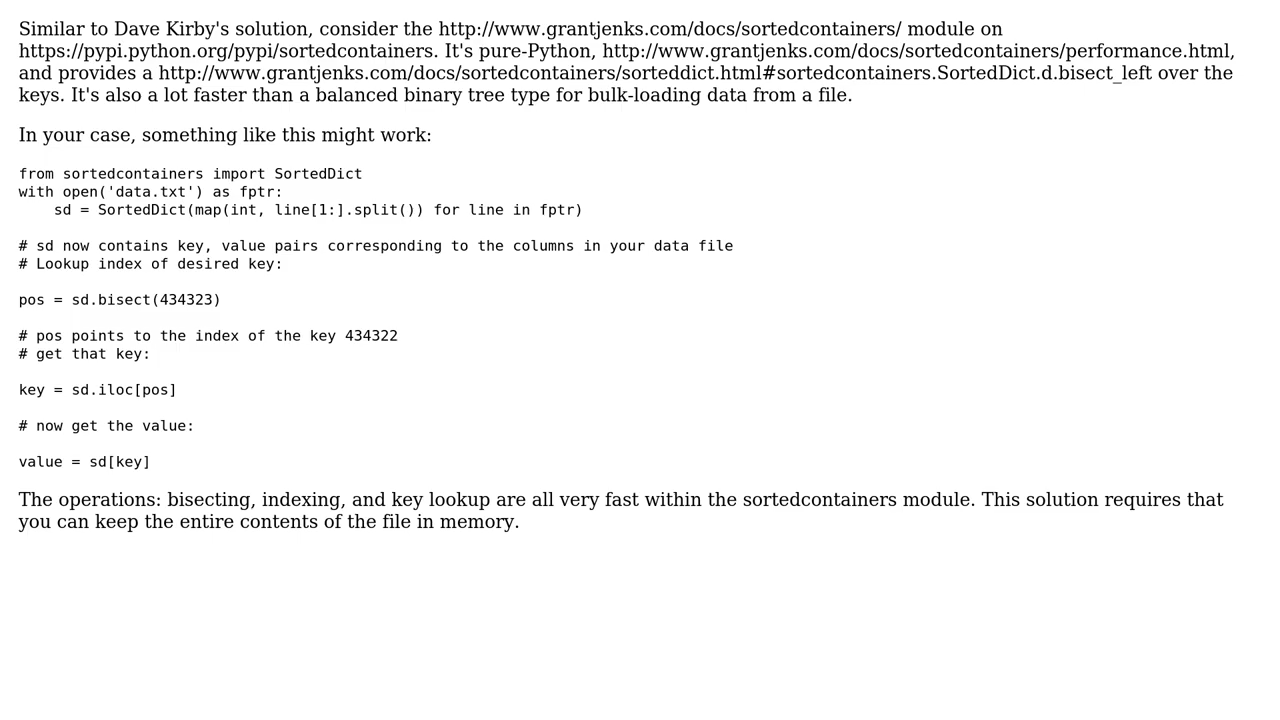 Similar to Dave Kirby's solution, consider the http://www.grantjenks.com/docs/sortedcontainers/ module on
https://pypi.python.org/pypi/sortedcontainers. It's pure-Python, http://www.grantjenks.com/docs/sortedcontainers/performance.html,
and provides a http://www.grantjenks.com/docs/sortedcontainers/sorteddict.html#sortedcontainers.SortedDict.d.bisect_left over the
keys. It's also a lot faster than a balanced binary tree type for bulk-loading data from a file.
In your case, something like this might work:
from sortedcontainers import SortedDict
with open('data.txt') as fptr:
    sd = SortedDict(map(int, line[1:].split()) for line in fptr)
# sd now contains key, value pairs corresponding to the columns in your data file
# Lookup index of desired key:
pos = sd.bisect(434323)
# pos points to the index of the key 434322
# get that key:
key = sd.iloc[pos]
# now get the value:
value = sd[key]
The operations: bisecting, indexing, and key lookup are all very fast within the sortedcontainers module. This solution requires that
you can keep the entire contents of the file in memory.